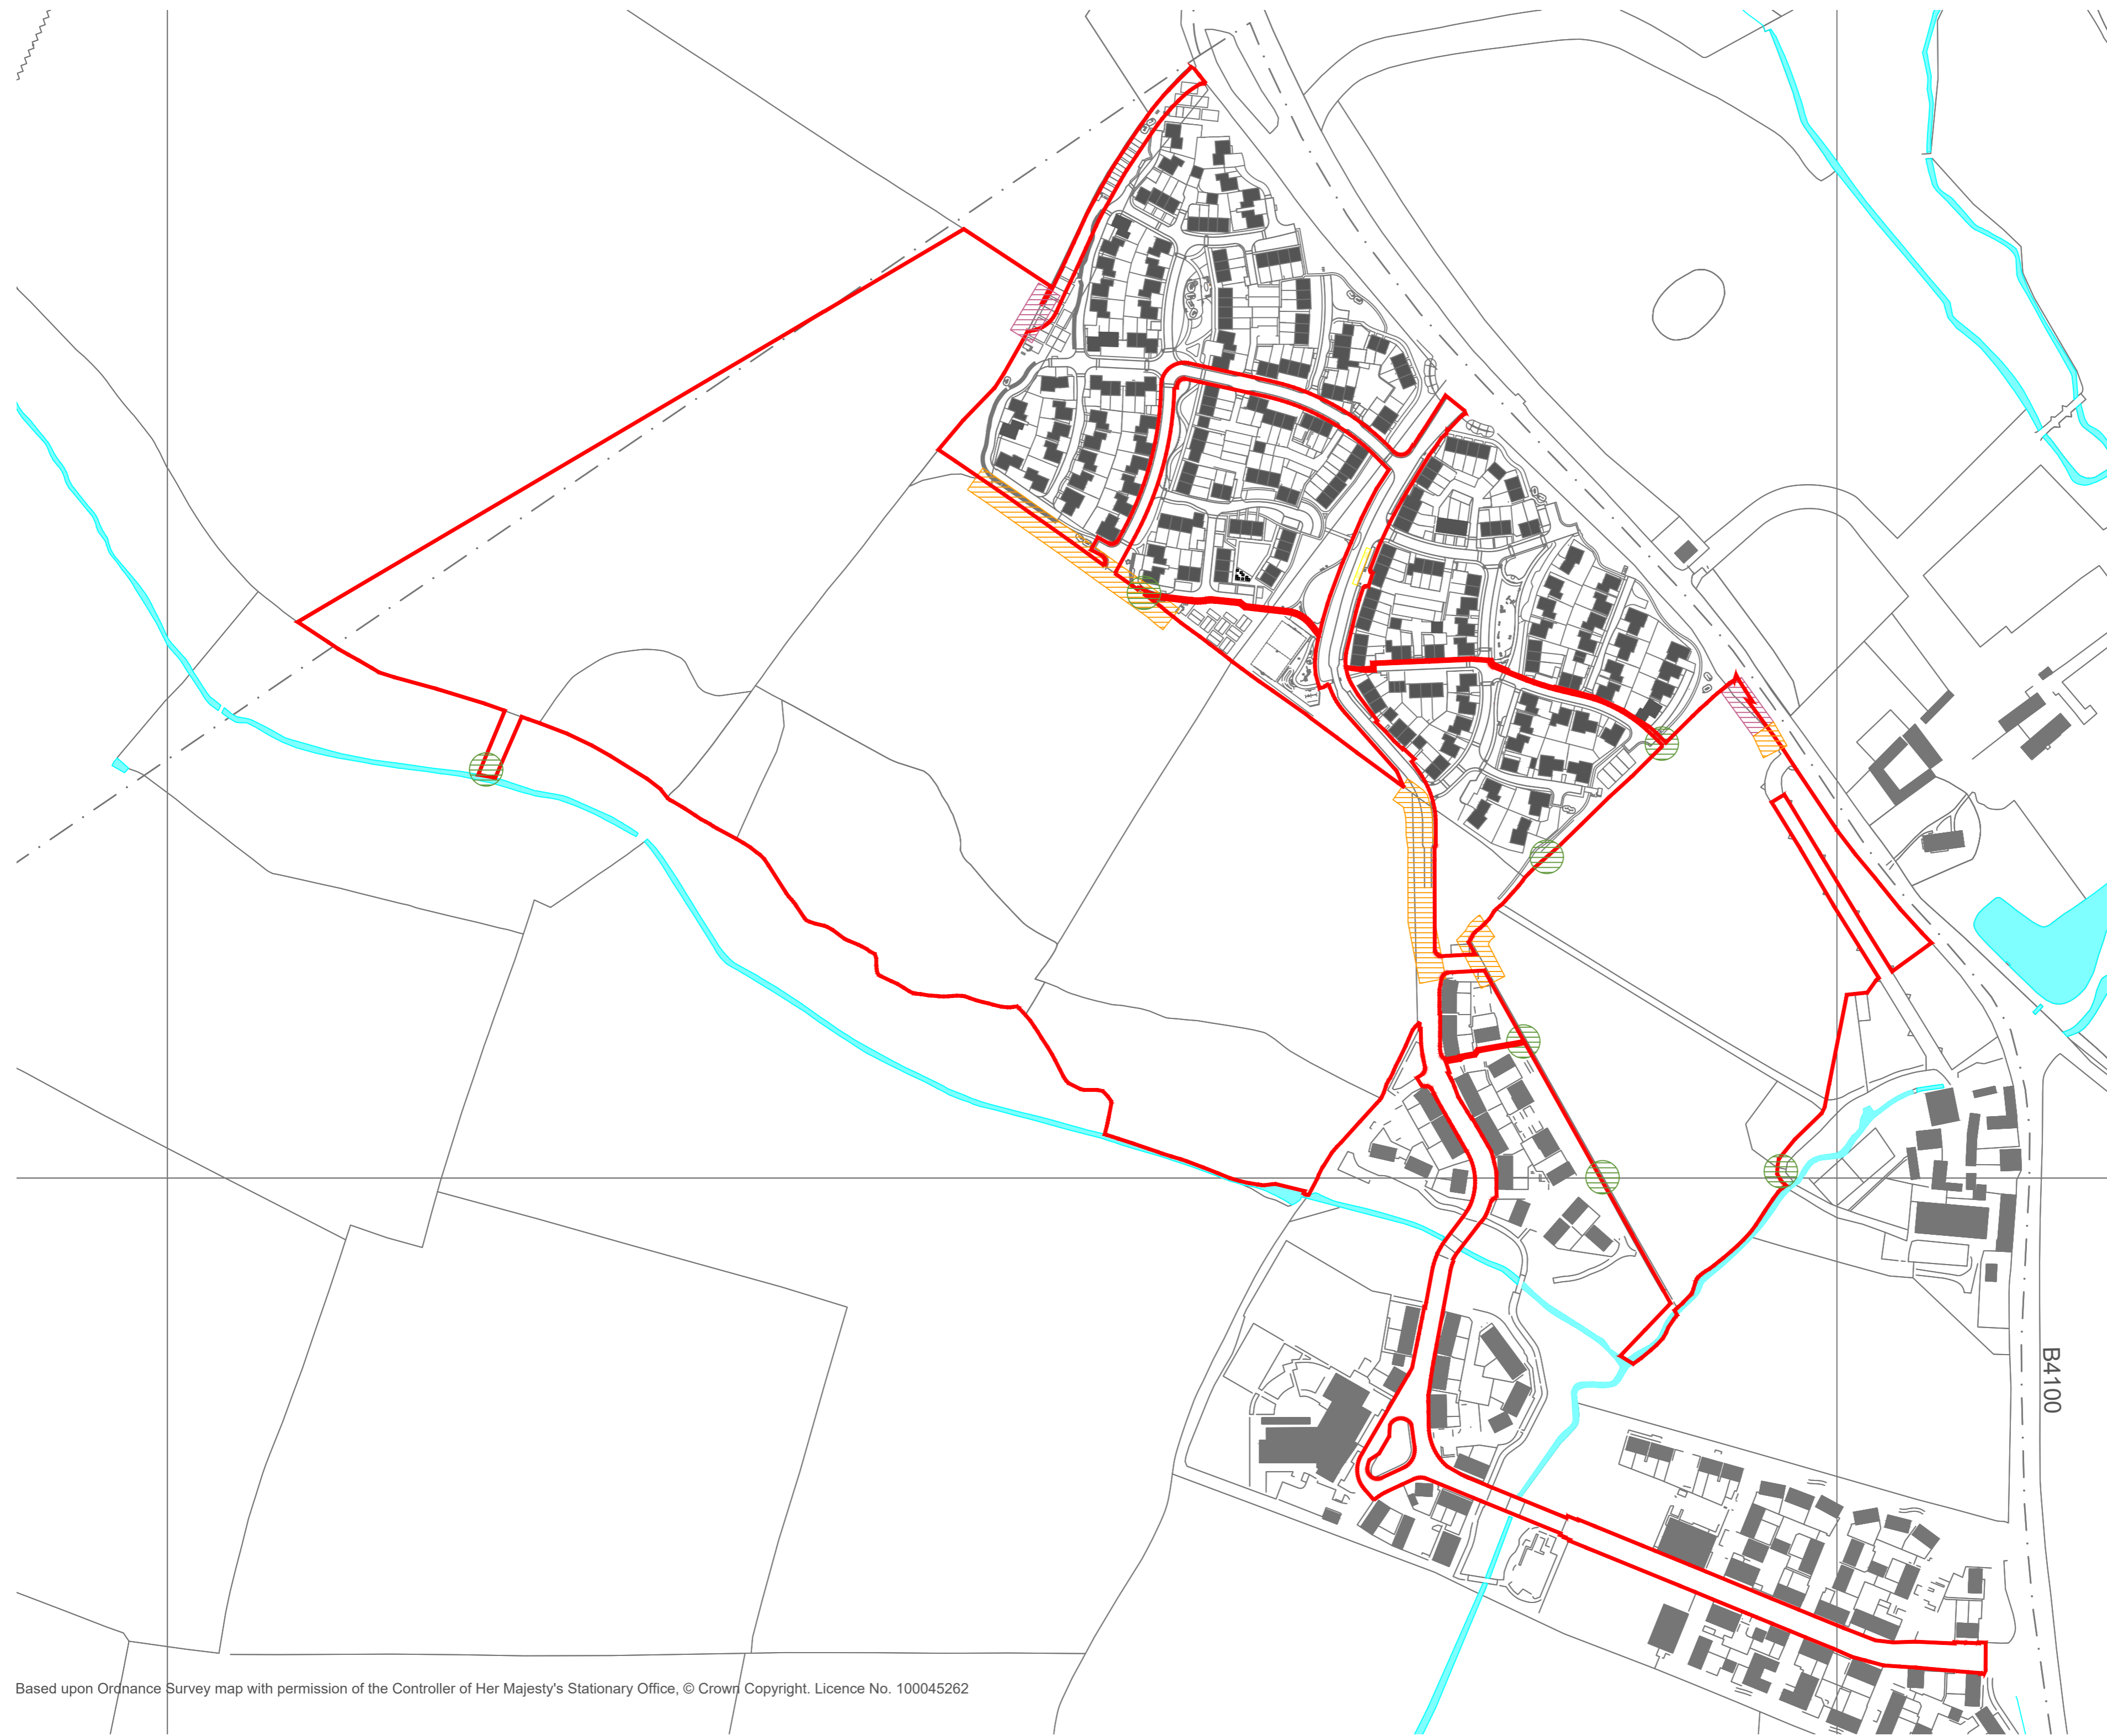 B4100
Based upon Ordnance Survey map with permission of the Controller of Her Majesty's Stationary Office, © Crown Copyright. Licence No. 100045262